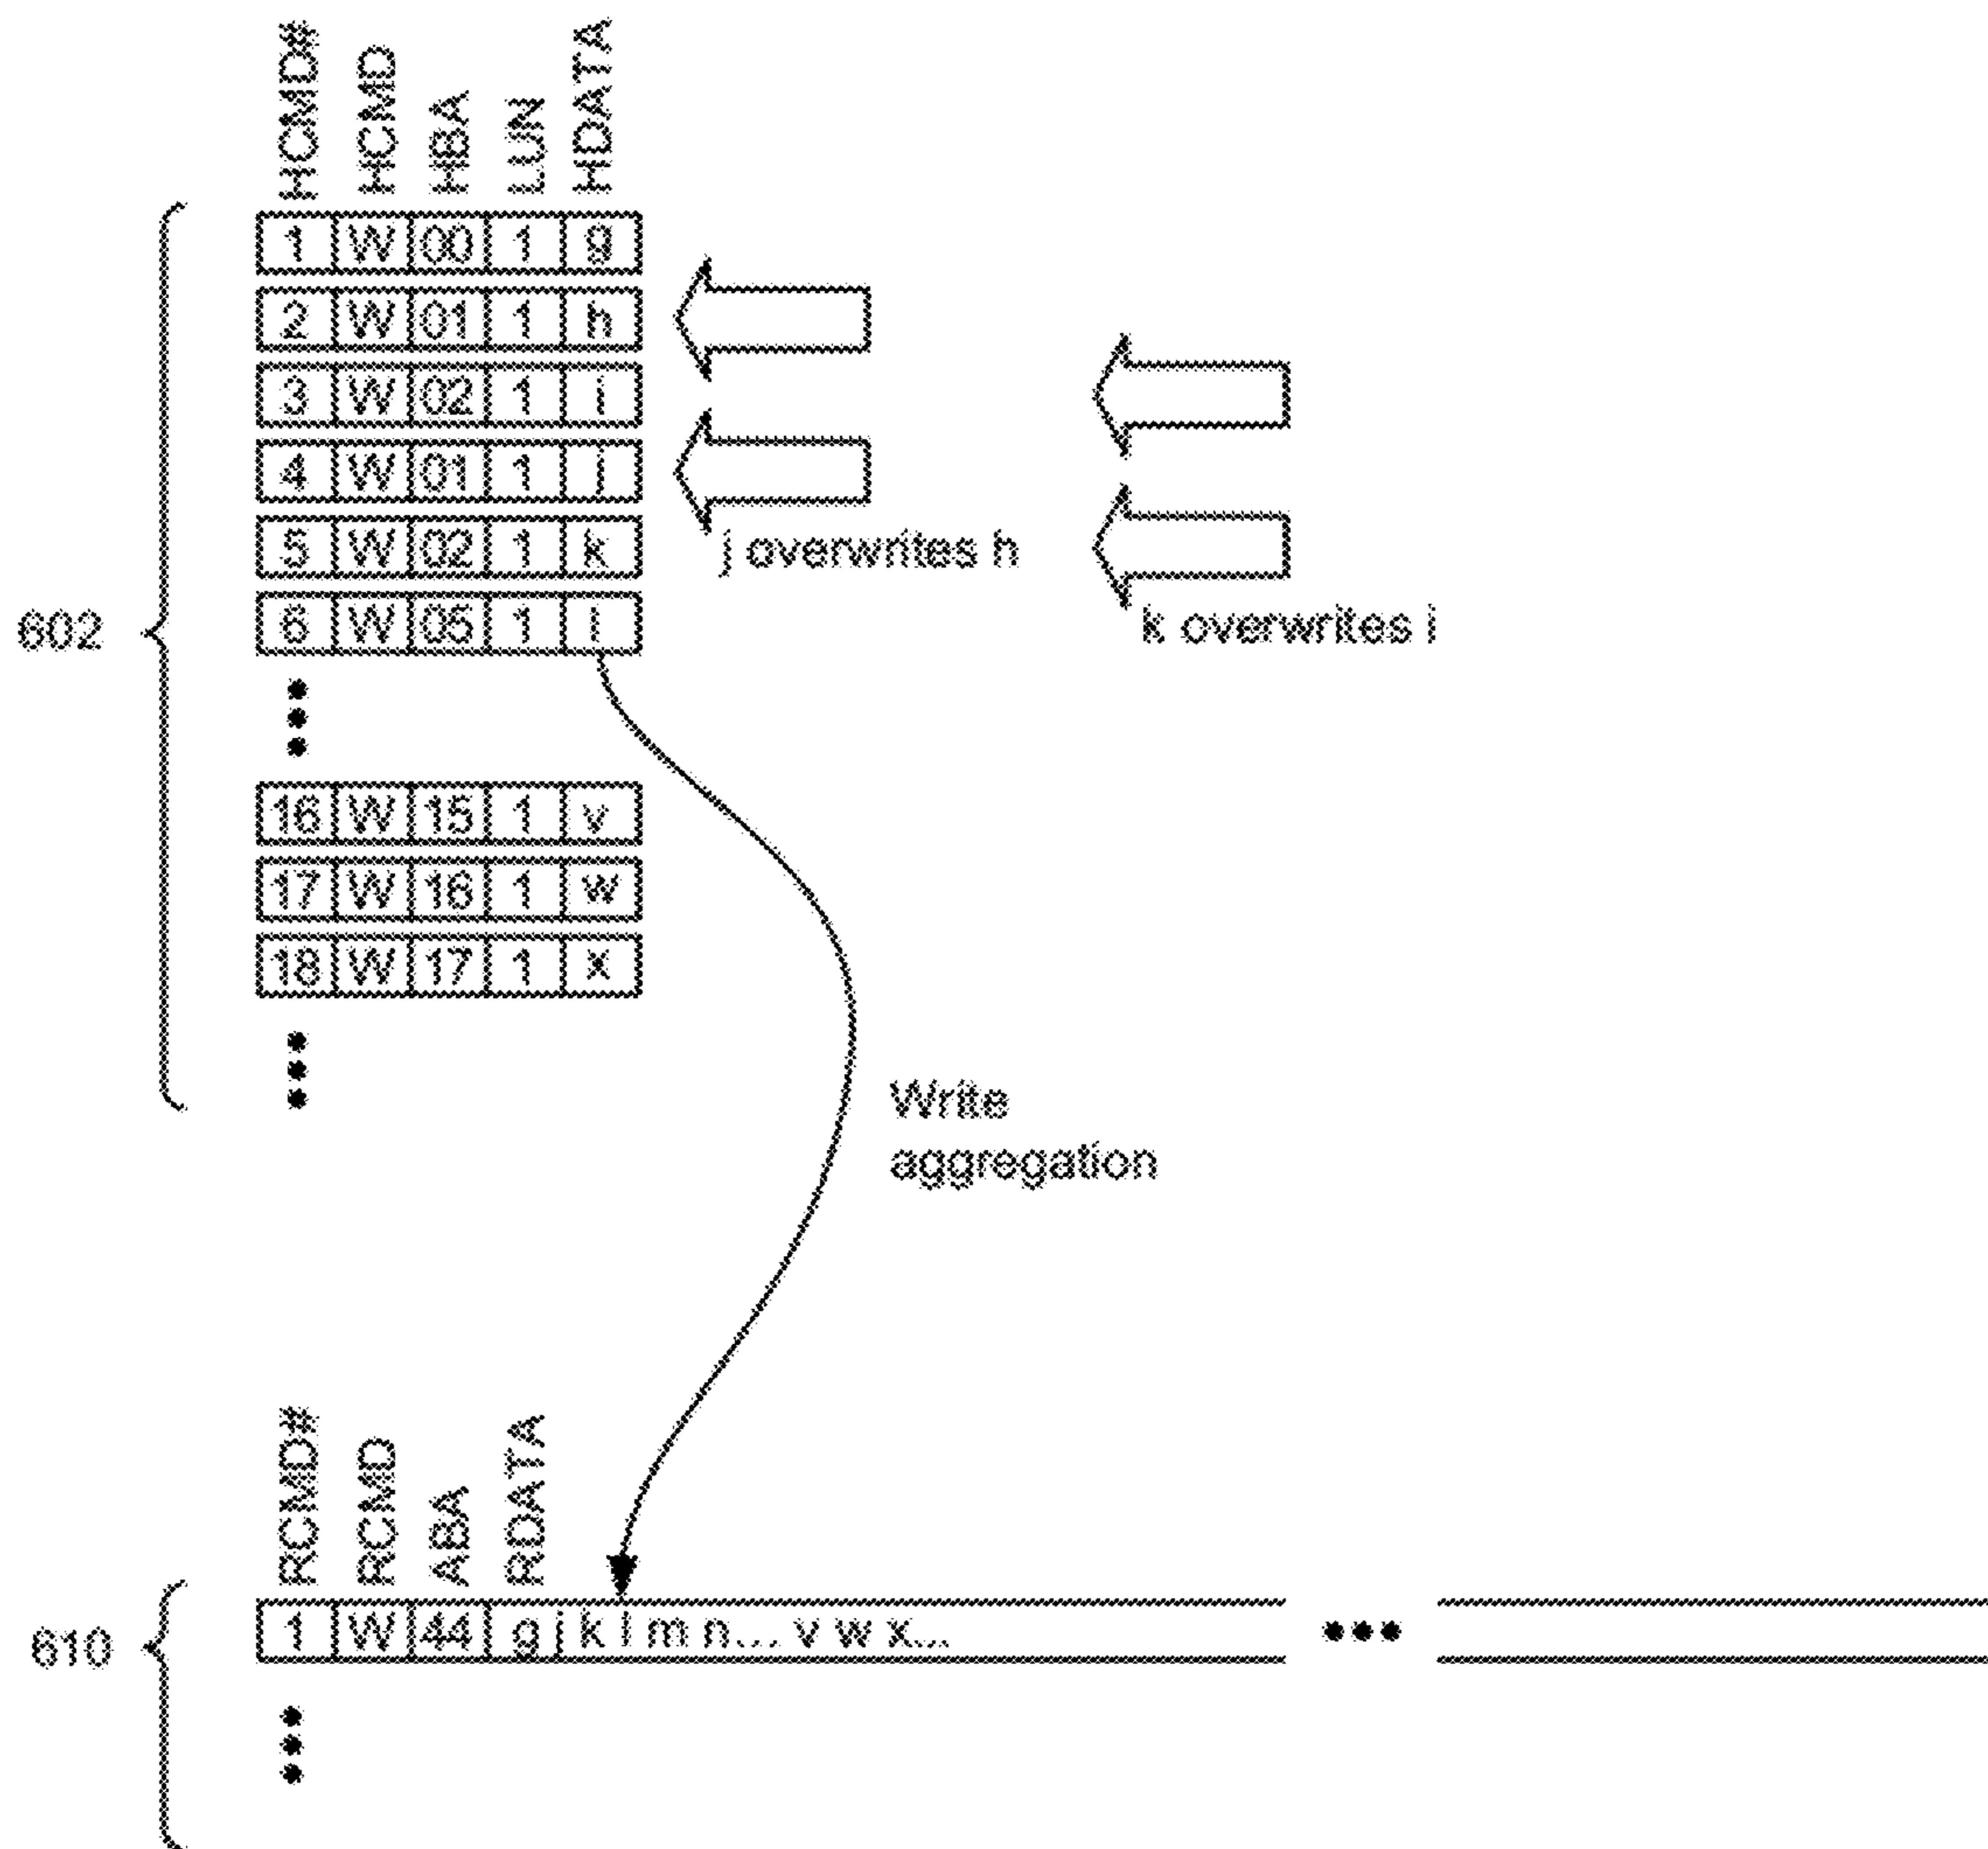 HCMD# HCMD HBA LUN HDATA
1 W 00 1 g
2 W 01 1 h
3 W 02 1 i
4 W 01 1 j
5 W 02 1 k
j overwrites h
6 W 05 1 l
602
k overwrites i
16 W 15 1 v
17 W 16 1 w
18 W 17 1 x
Write
aggregation
RCMD# RCMD ABA RDATA
1 W 44 g j k l m n... v w x...
610